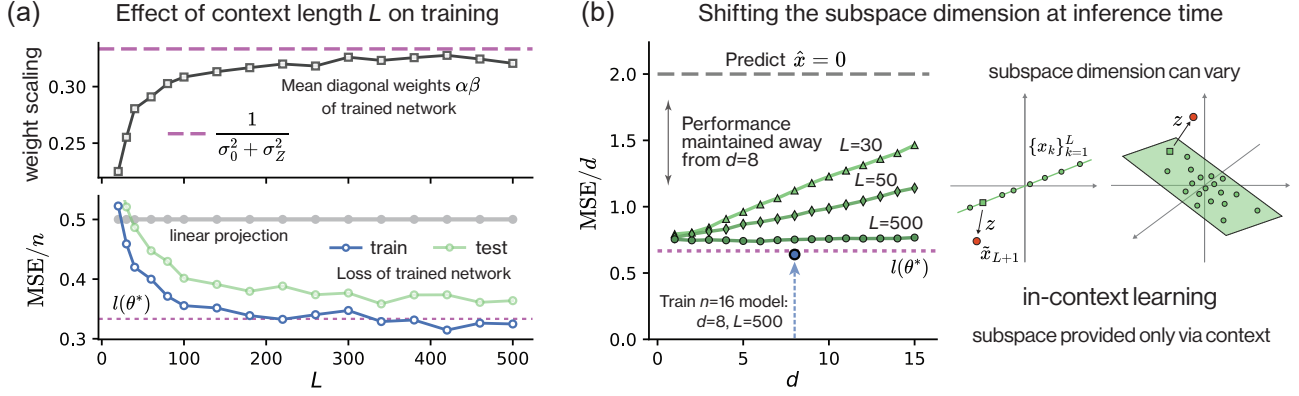 (a)
Effect of context length L on training
weight scaling
0.30
0.25
Mean diagonal weights αβ
of trained network
1
σ₀² + σ_Z²
MSE/n
0.5
0.4
0.3
linear projection
train
test
Loss of trained network
l(θ*)
0
100
200
300
400
500
L
(b)
Shifting the subspace dimension at inference time
MSE/d
2.0
1.5
1.0
0.5
0.0
Predict x̂ = 0
Performance
maintained away
from d=8
L=30
L=50
L=500
l(θ*)
Train n=16 model:
d=8, L=500
0
5
10
15
d
subspace dimension can vary
z
{x_k}_{k=1}^L
z
x̃_{L+1}
in-context learning
subspace provided only via context